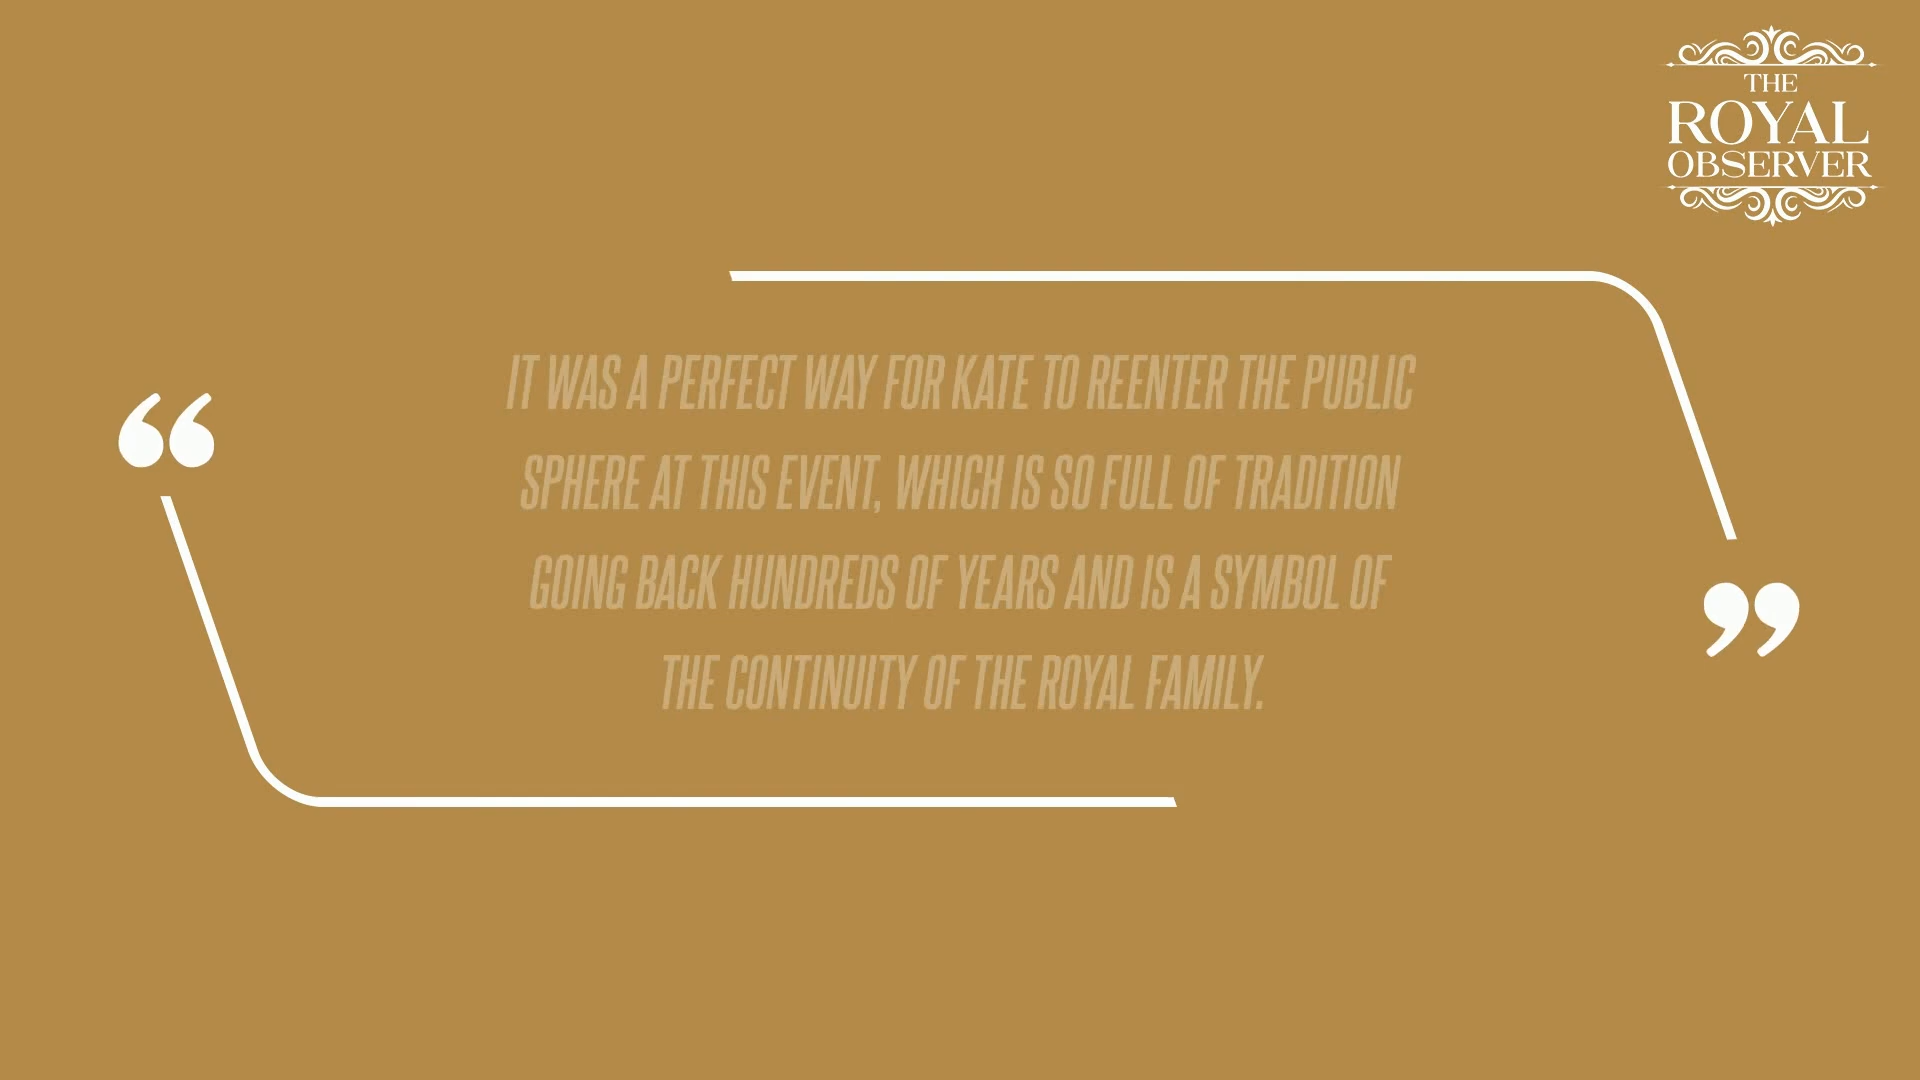 THE
ROYAL
OBSERVER
“
IT WAS A PERFECT WAY FOR KATE TO REENTER THE PUBLIC
SPHERE AT THIS EVENT, WHICH IS SO FULL OF TRADITION
GOING BACK HUNDREDS OF YEARS AND IS A SYMBOL OF
THE CONTINUITY OF THE ROYAL FAMILY.
”